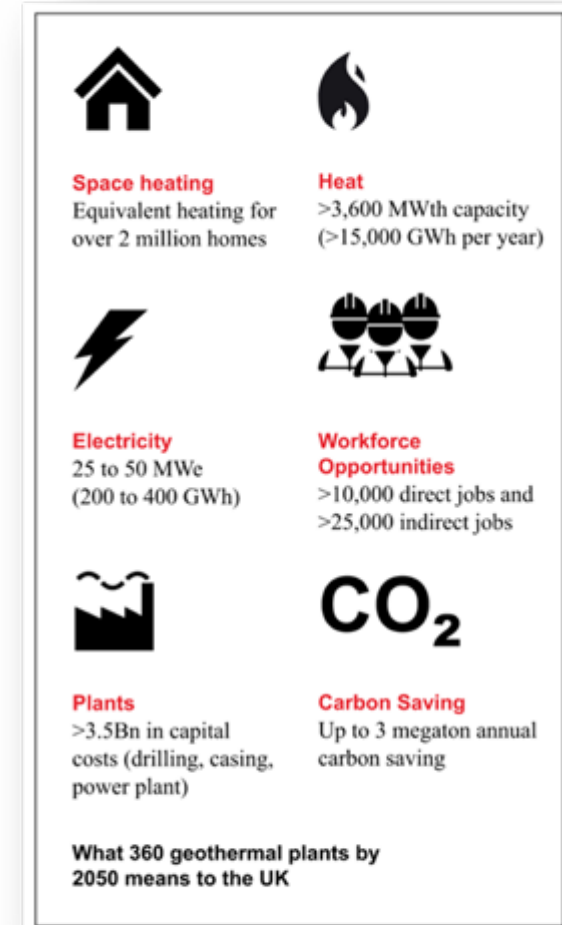 Space heating
Equivalent heating for
over 2 million homes
Heat
>3,600 MWth capacity
(>15,000 GWh per year)
Electricity
25 to 50 MWe
(200 to 400 GWh)
Workforce
Opportunities
>10,000 direct jobs and
>25,000 indirect jobs
Plants
>3.5Bn in capital
costs (drilling, casing,
power plant)
CO₂
Carbon Saving
Up to 3 megaton annual
carbon saving
What 360 geothermal plants by
2050 means to the UK